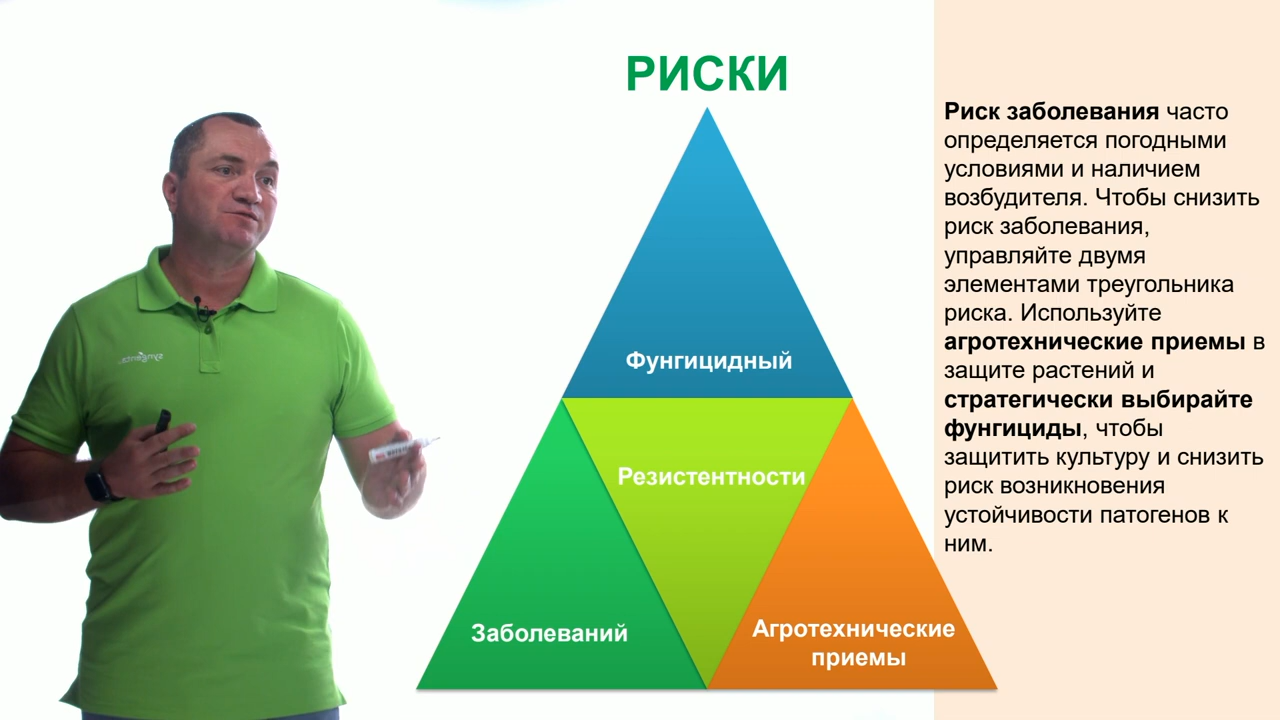 РИСКИ
Фунгицидный
Резистентности
Заболеваний
Агротехнические
приемы
Риск заболевания часто
определяется погодными
условиями и наличием
возбудителя. Чтобы снизить
риск заболевания,
управляйте двумя
элементами треугольника
риска. Используйте
агротехнические приемы в
защите растений и
стратегически выбирайте
фунгициды, чтобы
защитить культуру и снизить
риск возникновения
устойчивости патогенов к
ним.
syngenta